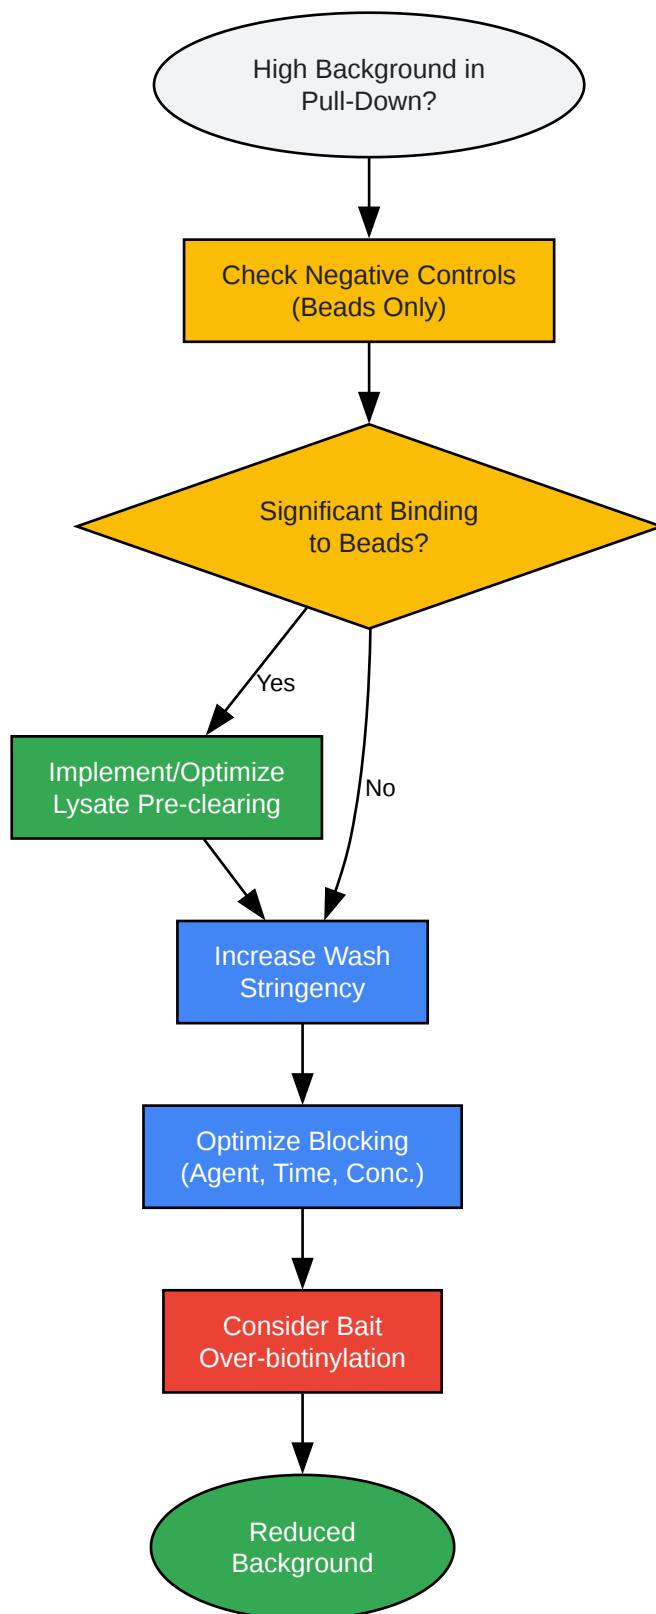 High Background in
Pull-Down?
Check Negative Controls
(Beads Only)
Significant Binding
to Beads?
Yes
Implement/Optimize
Lysate Pre-clearing
No
Increase Wash
Stringency
Optimize Blocking
(Agent, Time, Conc.)
Consider Bait
Over-biotinylation
Reduced
Background